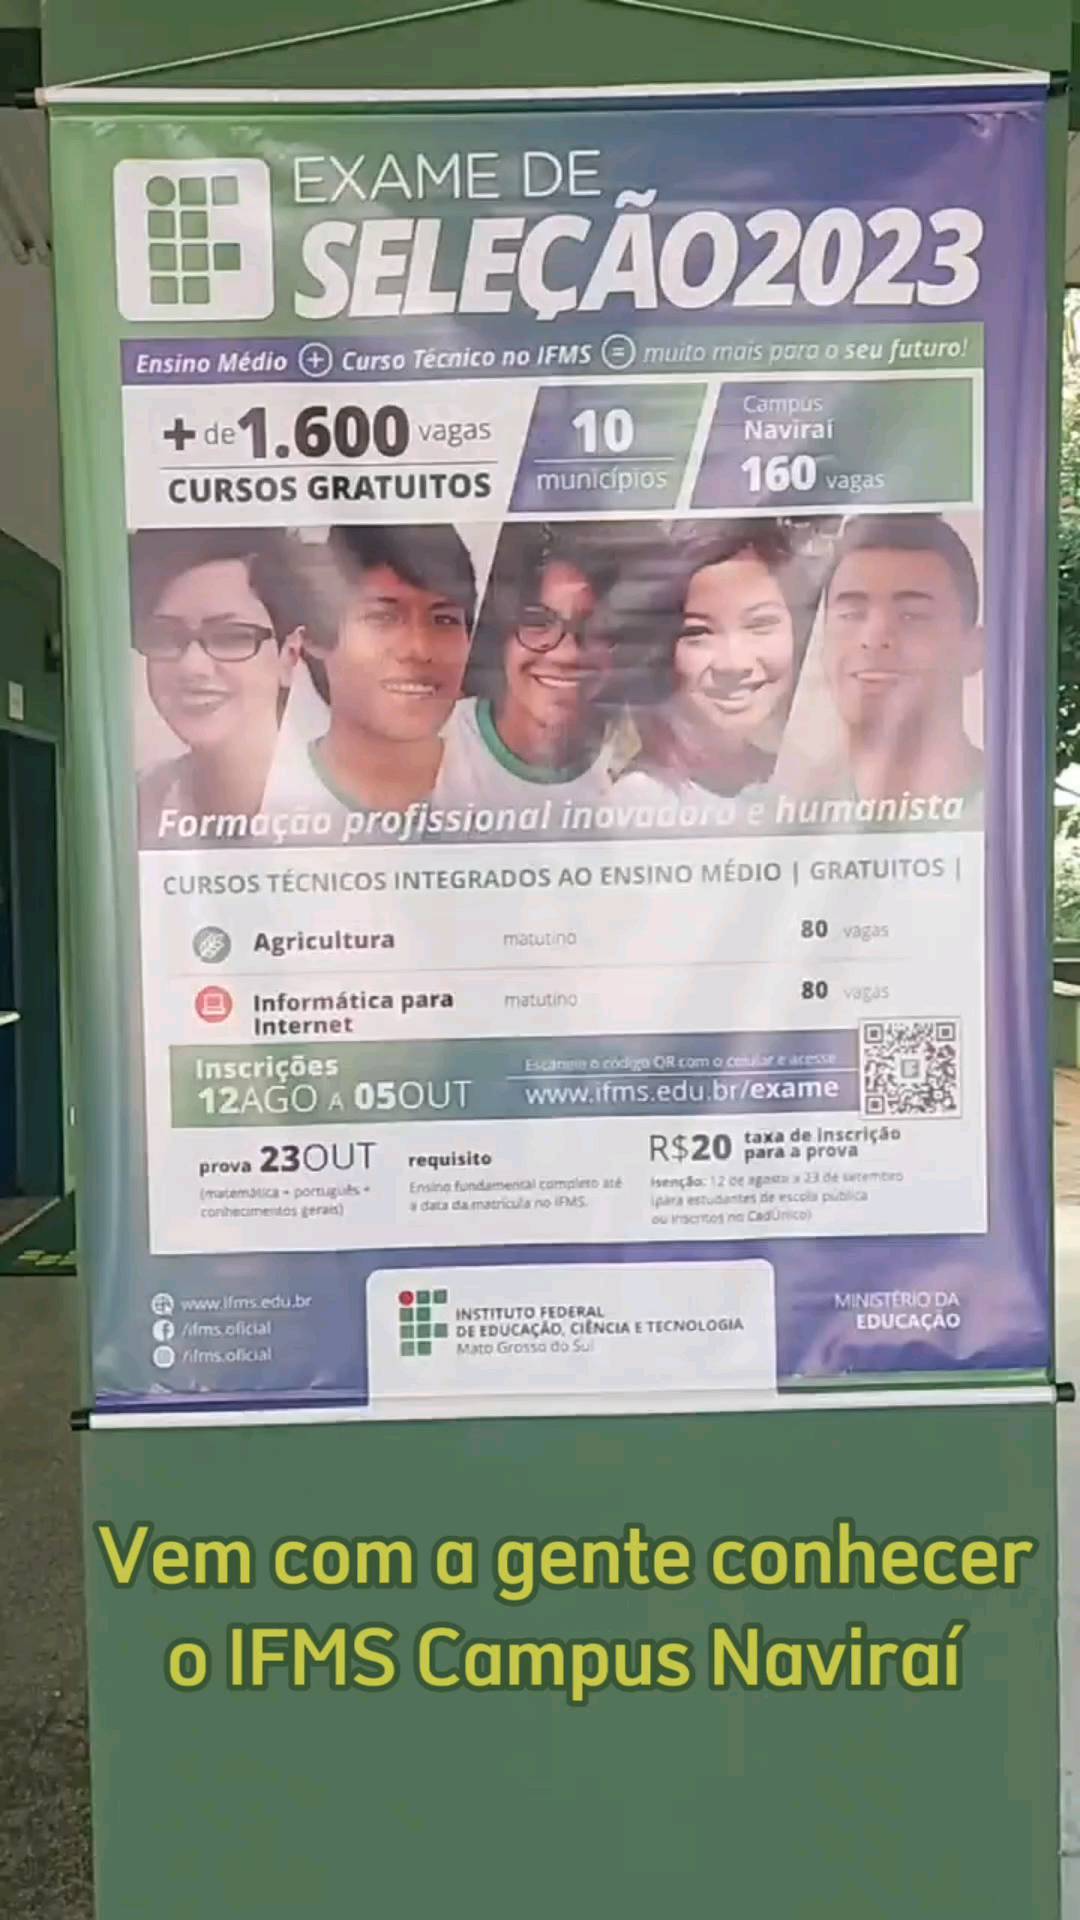 EXAME DE
SELEÇÃO2023
Ensino Médio + Curso Técnico no IFMS = muito mais para o seu futuro!
+ de 1.600 vagas
CURSOS GRATUITOS
10
municípios
Campus
Naviraí
160 vagas
Formação profissional inovadora e humanista
CURSOS TÉCNICOS INTEGRADOS AO ENSINO MÉDIO | GRATUITOS |
Agricultura matutino 80 vagas
Informática para matutino 80 vagas
Internet
Inscrições
12AGO A 05OUT
Escaneie o código QR com o celular e acesse
www.ifms.edu.br/exame
prova 23OUT
(matemática + português +
conhecimentos gerais)
requisito
Ensino fundamental completo até
a data da matrícula no IFMS.
R$20 taxa de inscrição
para a prova
Isenção: 12 de agosto a 23 de setembro
(para estudantes de escola pública
ou inscritos no CadÚnico)
www.ifms.edu.br
/ifms.oficial
/ifms.oficial
INSTITUTO FEDERAL
DE EDUCAÇÃO, CIÊNCIA E TECNOLOGIA
Mato Grosso do Sul
MINISTÉRIO DA
EDUCAÇÃO
Vem com a gente conhecer
o IFMS Campus Naviraí